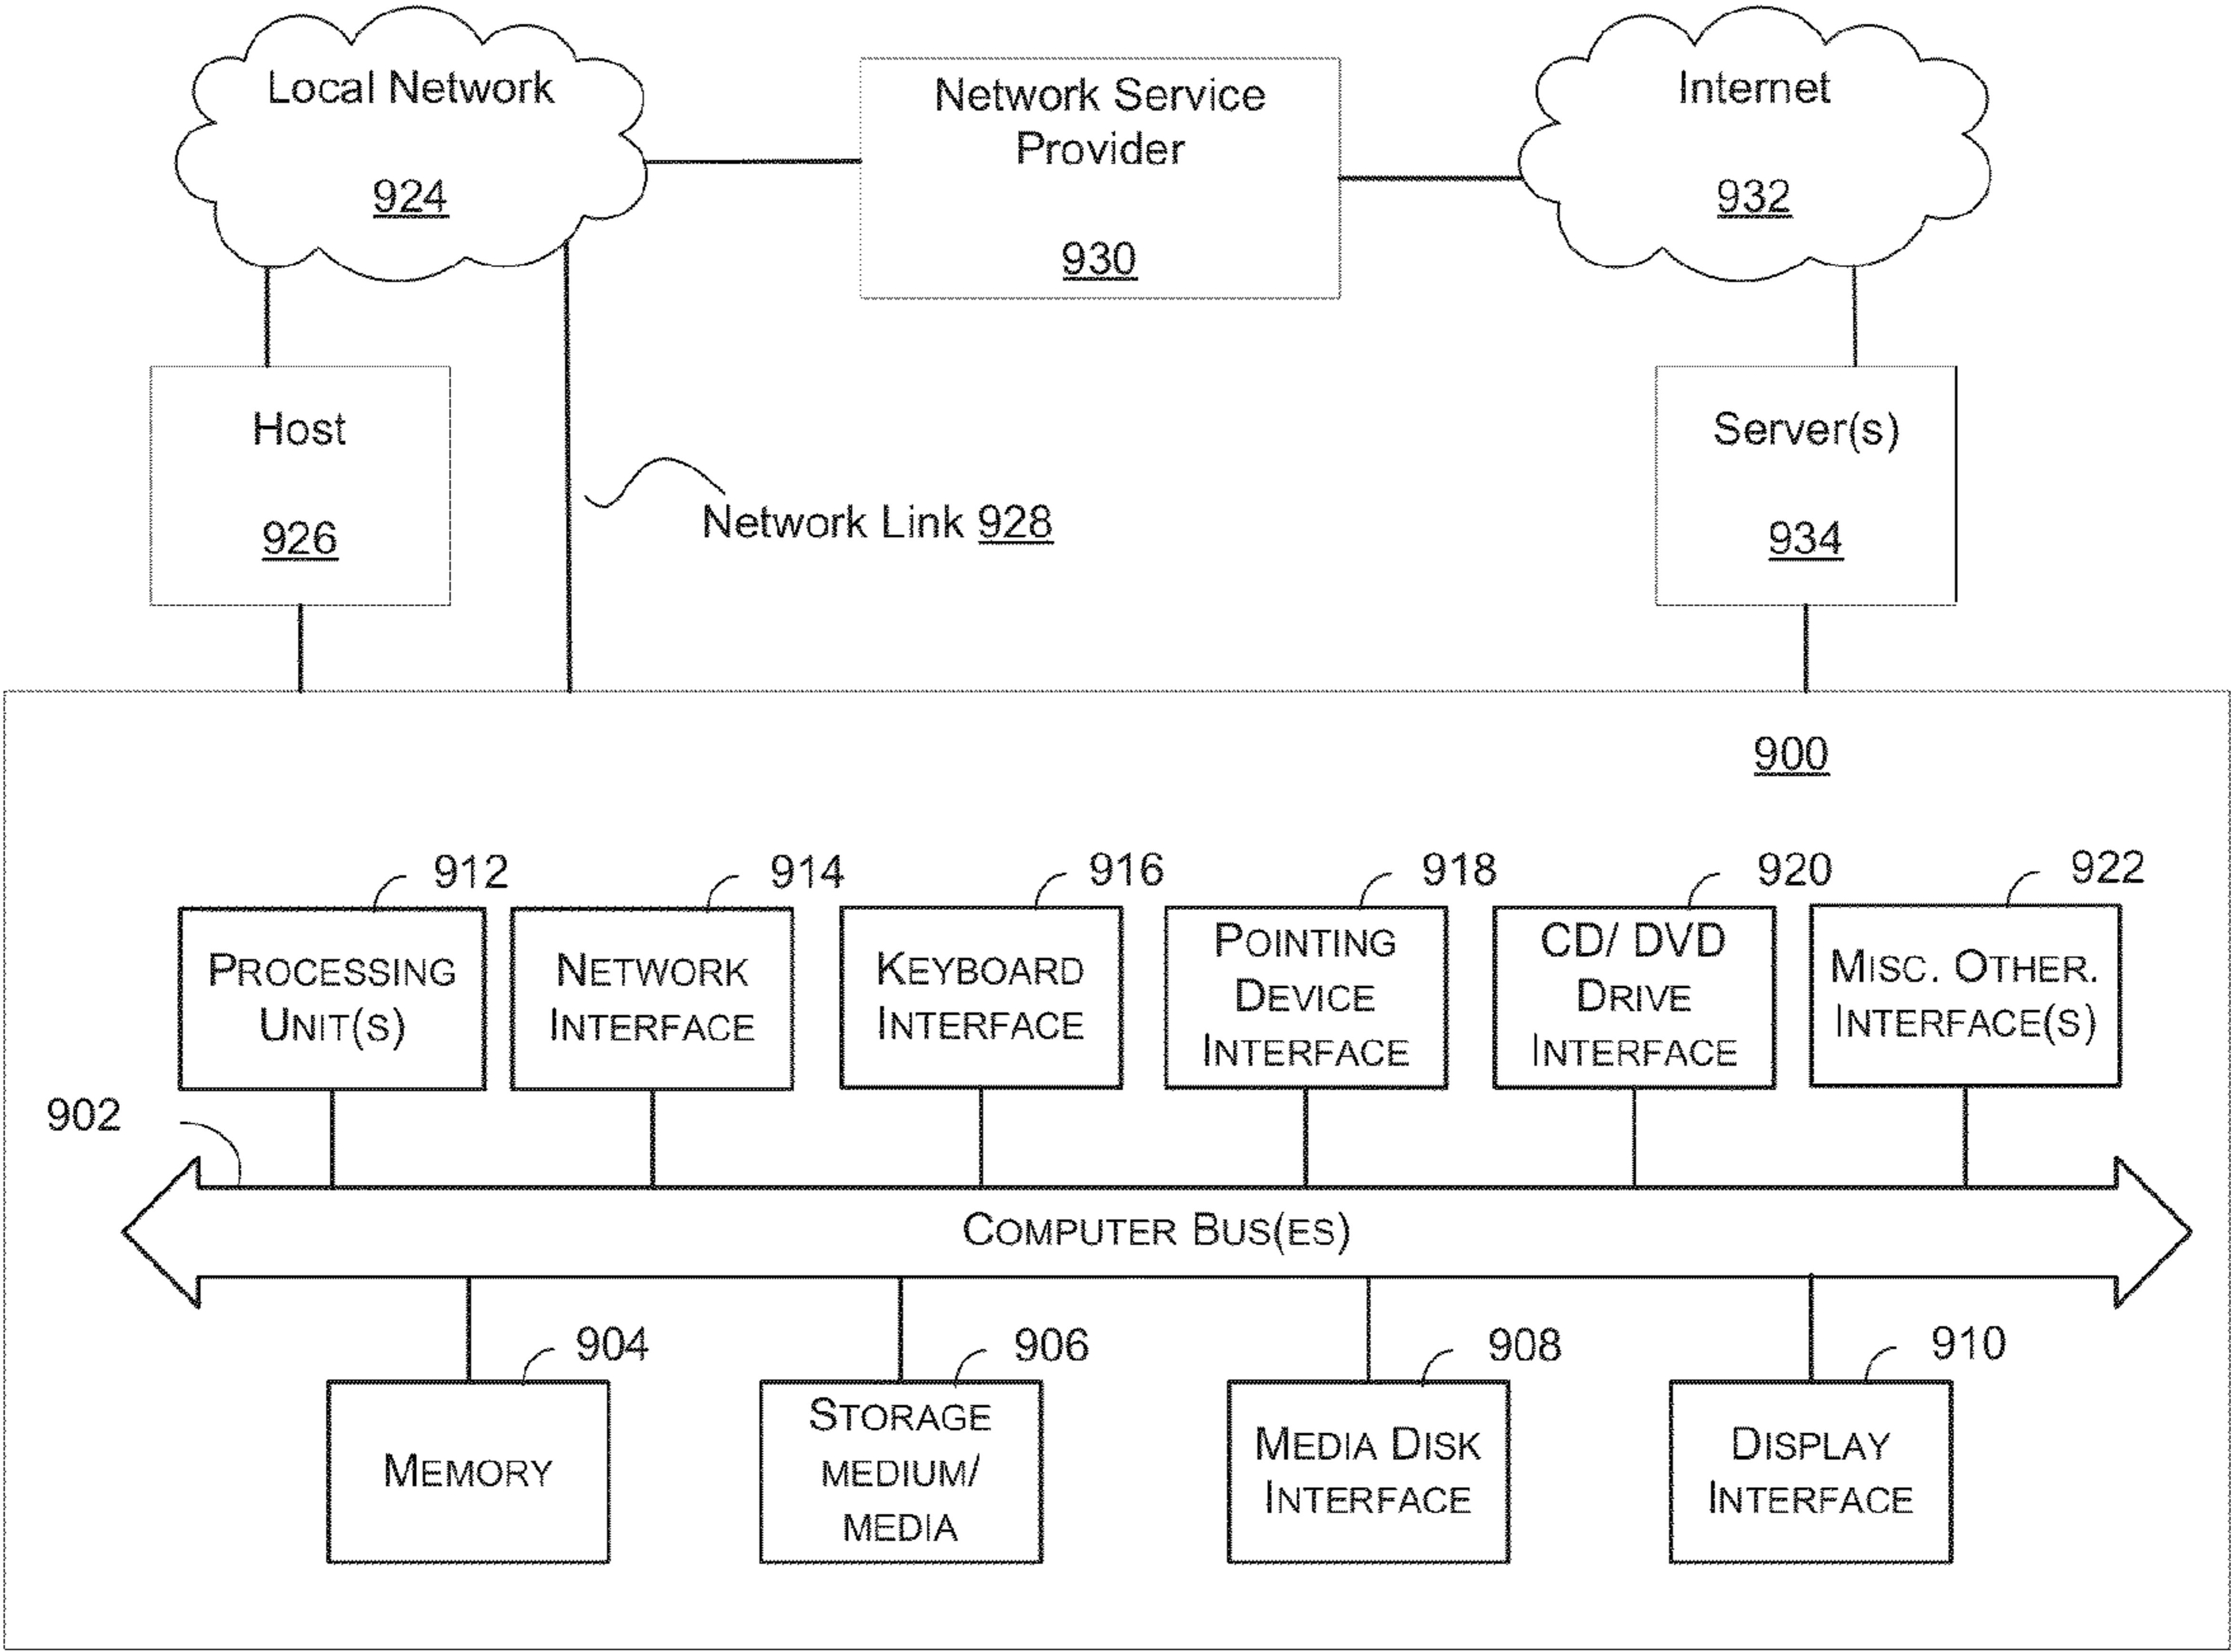 Local Network
924
Network Service
Provider
930
Internet
932
Host
926
Network Link 928
Server(s)
934
900
912
914
916
918
920
922
PROCESSING
UNIT(S)
NETWORK
INTERFACE
KEYBOARD
INTERFACE
POINTING
DEVICE
INTERFACE
CD/ DVD
DRIVE
INTERFACE
MISC. OTHER.
INTERFACE(S)
902
COMPUTER BUS(ES)
904
906
908
910
MEMORY
STORAGE
MEDIUM/
MEDIA
MEDIA DISK
INTERFACE
DISPLAY
INTERFACE